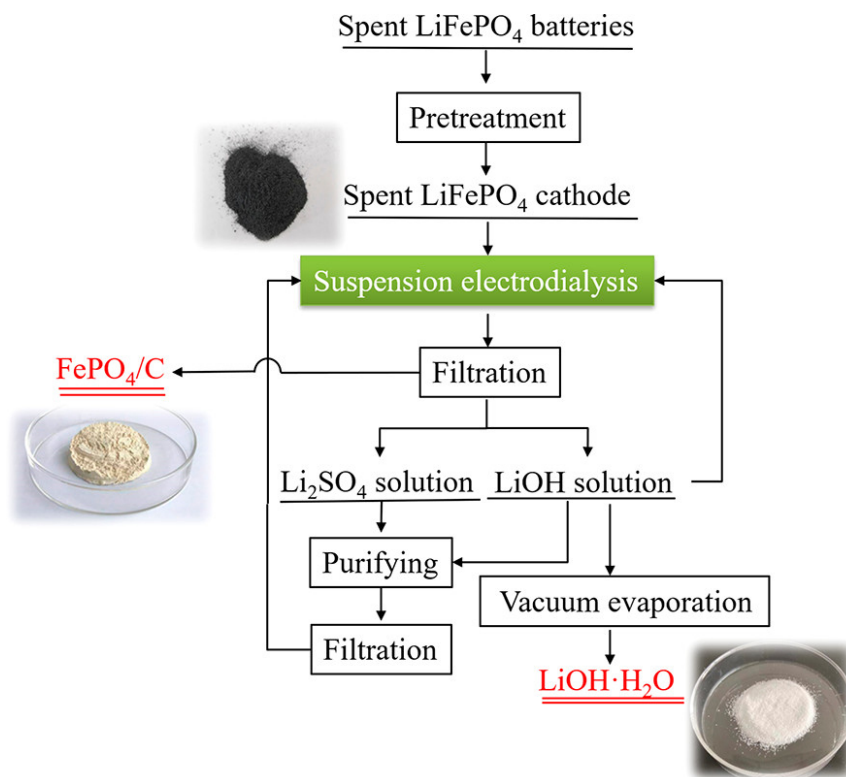 Spent LiFePO₄ batteries
Pretreatment
Spent LiFePO₄ cathode
Suspension electrodialysis
FePO₄/C
Filtration
Li₂SO₄ solution
LiOH solution
Purifying
Vacuum evaporation
Filtration
LiOH·H₂O